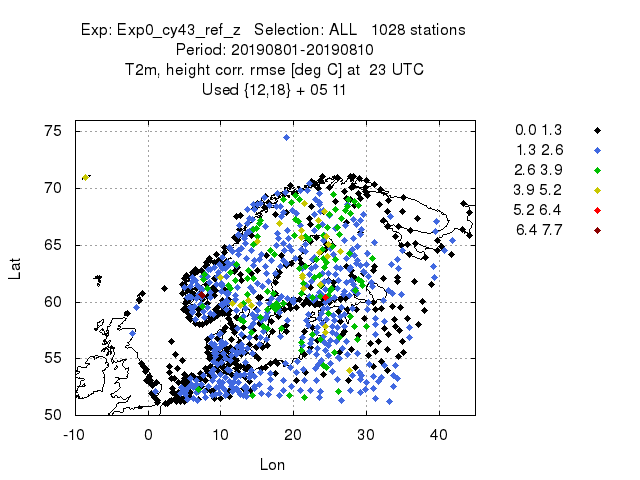 Exp: Exp0_cy43_ref_z   Selection: ALL   1028 stations
Period: 20190801-20190810
T2m, height corr. rmse [deg C] at  23 UTC
Used {12,18} + 05 11
75
70
65
60
55
50
Lat
-10 0 10 20 30 40
Lon
0.0 1.3
1.3 2.6
2.6 3.9
3.9 5.2
5.2 6.4
6.4 7.7